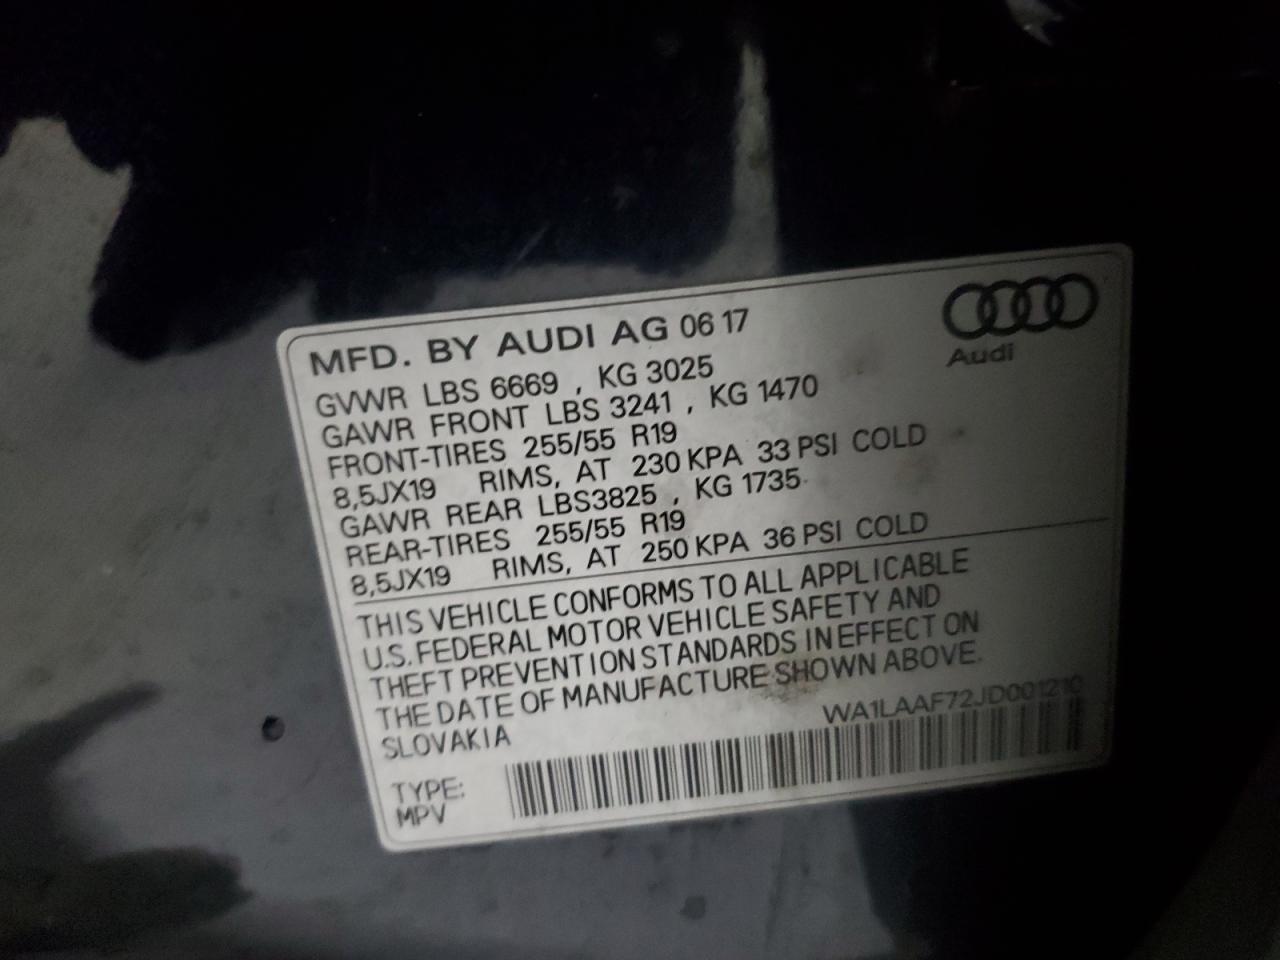 MFD. BY AUDI AG 06 17
Audi
GVWR LBS 6669 , KG 3025
GAWR FRONT LBS 3241 , KG 1470
FRONT-TIRES 255/55 R19
8,5JX19 RIMS, AT 230 KPA 33 PSI COLD
GAWR REAR LBS3825 , KG 1735
REAR-TIRES 255/55 R19
8,5JX19 RIMS, AT 250 KPA 36 PSI COLD
THIS VEHICLE CONFORMS TO ALL APPLICABLE
U.S. FEDERAL MOTOR VEHICLE SAFETY AND
THEFT PREVENTION STANDARDS IN EFFECT ON
THE DATE OF MANUFACTURE SHOWN ABOVE.
SLOVAKIA
WA1LAAF72JD001210
TYPE:
MPV